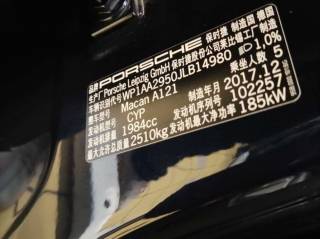 品牌 PORSCHE 保时捷 制造国 德国
生产厂 Porsche Leipzig GmbH 保时捷股份公司莱比锡工厂制造
车辆识别代号 WP1AA2950JLB14980 1.0%
车辆型号 Macan A121 乘坐人数 5
发动机型号 CYP 制造年月 2017.12
发动机排量 1984cc 发动机序列号 102257
最大允许总质量 2510kg 发动机最大净功率 185kW